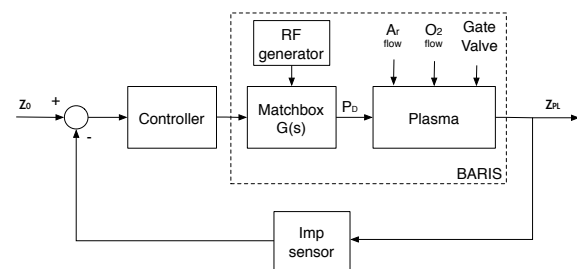 RF
generator
Ar
flow
O2
flow
Gate
Valve
Z0
+
-
Controller
Matchbox
G(s)
PD
Plasma
ZPL
BARIS
Imp
sensor